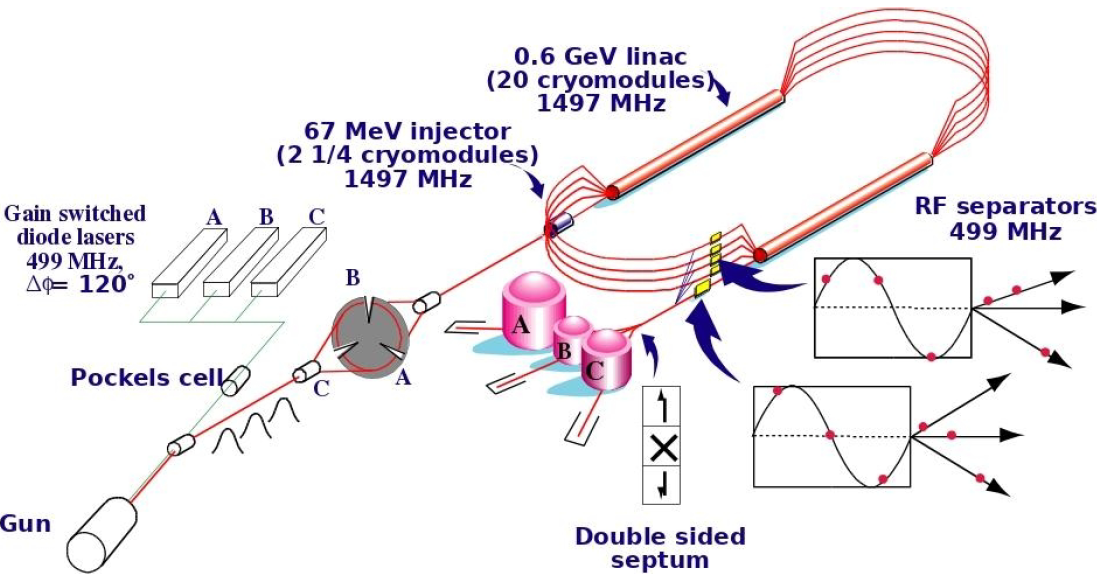 0.6 GeV linac
(20 cryomodules)
1497 MHz
67 MeV injector
(2 1/4 cryomodules)
1497 MHz
Gain switched
diode lasers
499 MHz,
Δϕ= 120°
A
B
C
RF separators
499 MHz
B
A
C
Pockels cell
A
B
C
Gun
Double sided
septum